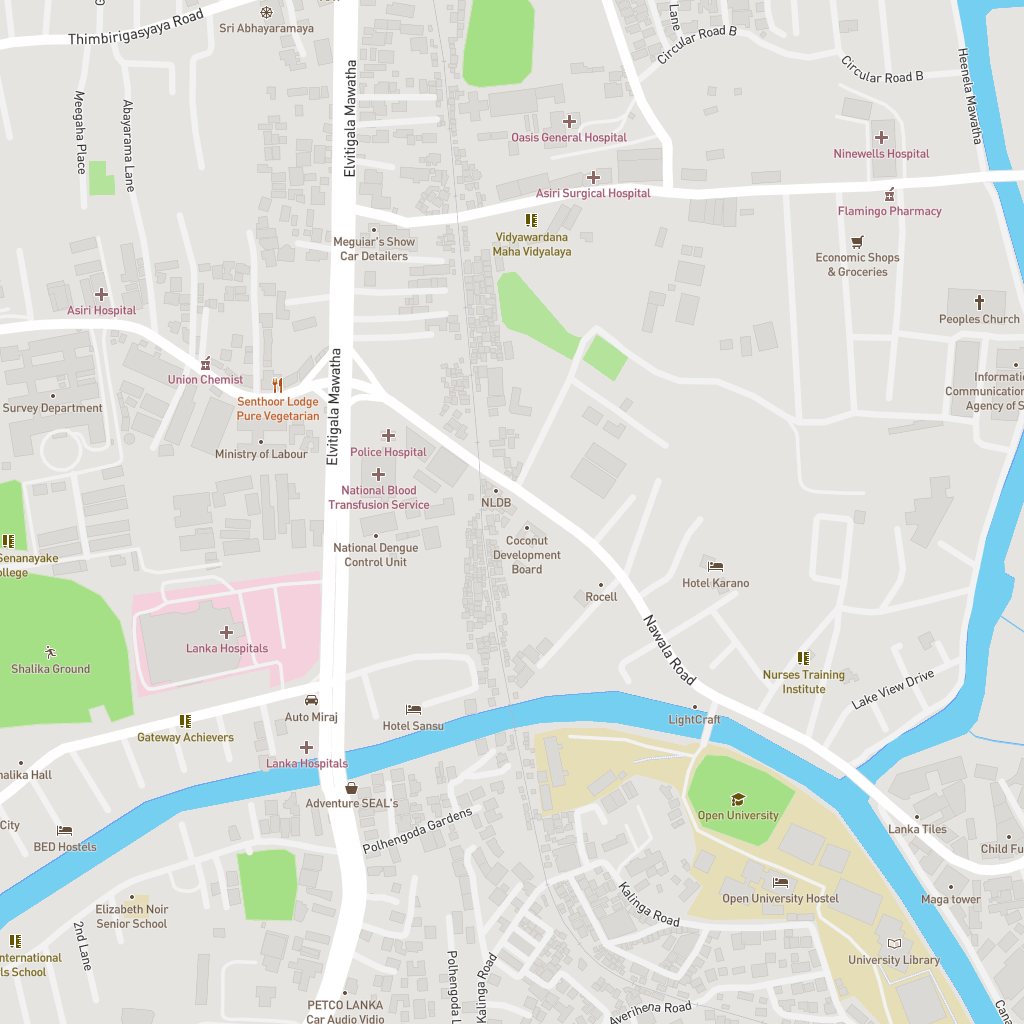 Thimbirigasyaya Road
Sri Abhayaramaya
Lane
Circular Road B
Circular Road B
Heenela Mawatha
Elvitigala Mawatha
Meegaha Place
Abayarama Lane
Oasis General Hospital
Ninewells Hospital
Asiri Surgical Hospital
Flamingo Pharmacy
Vidyawardana
Maha Vidyalaya
Meguiar's Show
Car Detailers
Economic Shops
& Groceries
Asiri Hospital
Peoples Church
Union Chemist
Elvitigala Mawatha
Senthoor Lodge
Pure Vegetarian
Survey Department
Informatio
Communication
Agency of S
Ministry of Labour
Police Hospital
National Blood
Transfusion Service
NLDB
National Dengue
Control Unit
Coconut
Development
Board
Senanayake
ollege
Hotel Karano
Rocell
Nawala Road
Lanka Hospitals
Shalika Ground
Nurses Training
Institute
Lake View Drive
Auto Miraj
Hotel Sansu
LightCraft
Gateway Achievers
Lanka Hospitals
halika Hall
Adventure SEAL's
Open University
City
BED Hostels
Polhengoda Gardens
Lanka Tiles
Child Fu
Elizabeth Noir
Senior School
Kalinga Road
Open University Hostel
Maga tower
2nd Lane
International
ls School
Polhengoda L
Kalinga Road
University Library
PETCO LANKA
Car Audio Vidio
Averihena Road
Cana